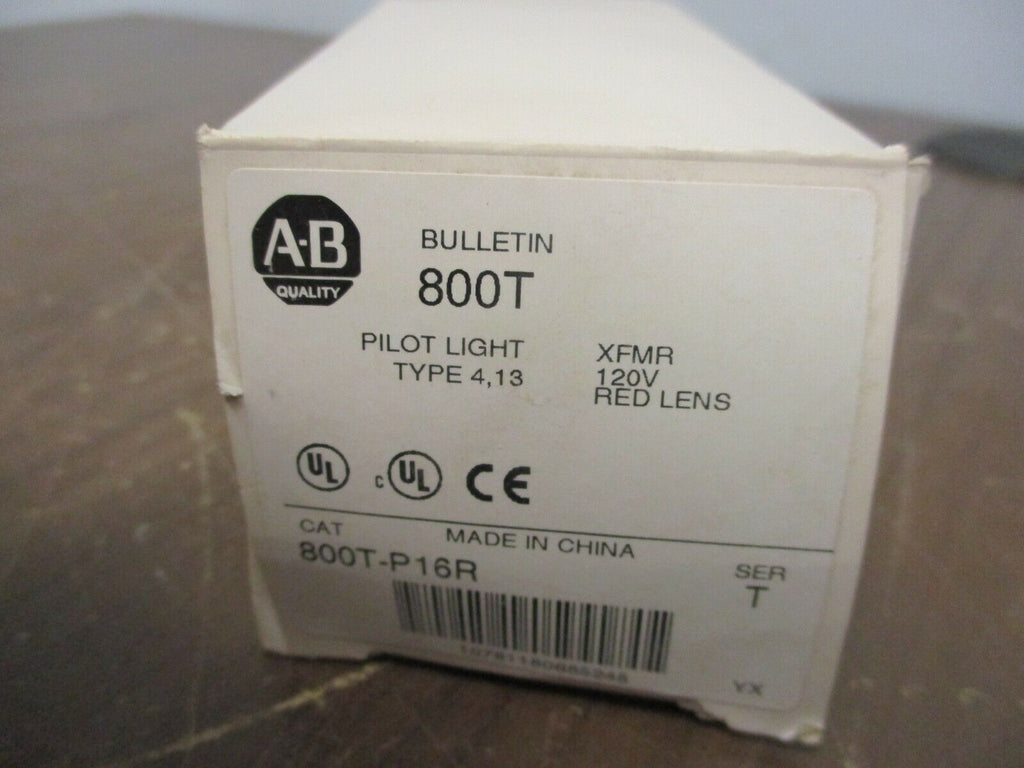 A-B
QUALITY
BULLETIN
800T
PILOT LIGHT
TYPE 4,13
XFMR
120V
RED LENS
UL
c UL
CE
CAT
800T-P16R
MADE IN CHINA
SER
T
YX